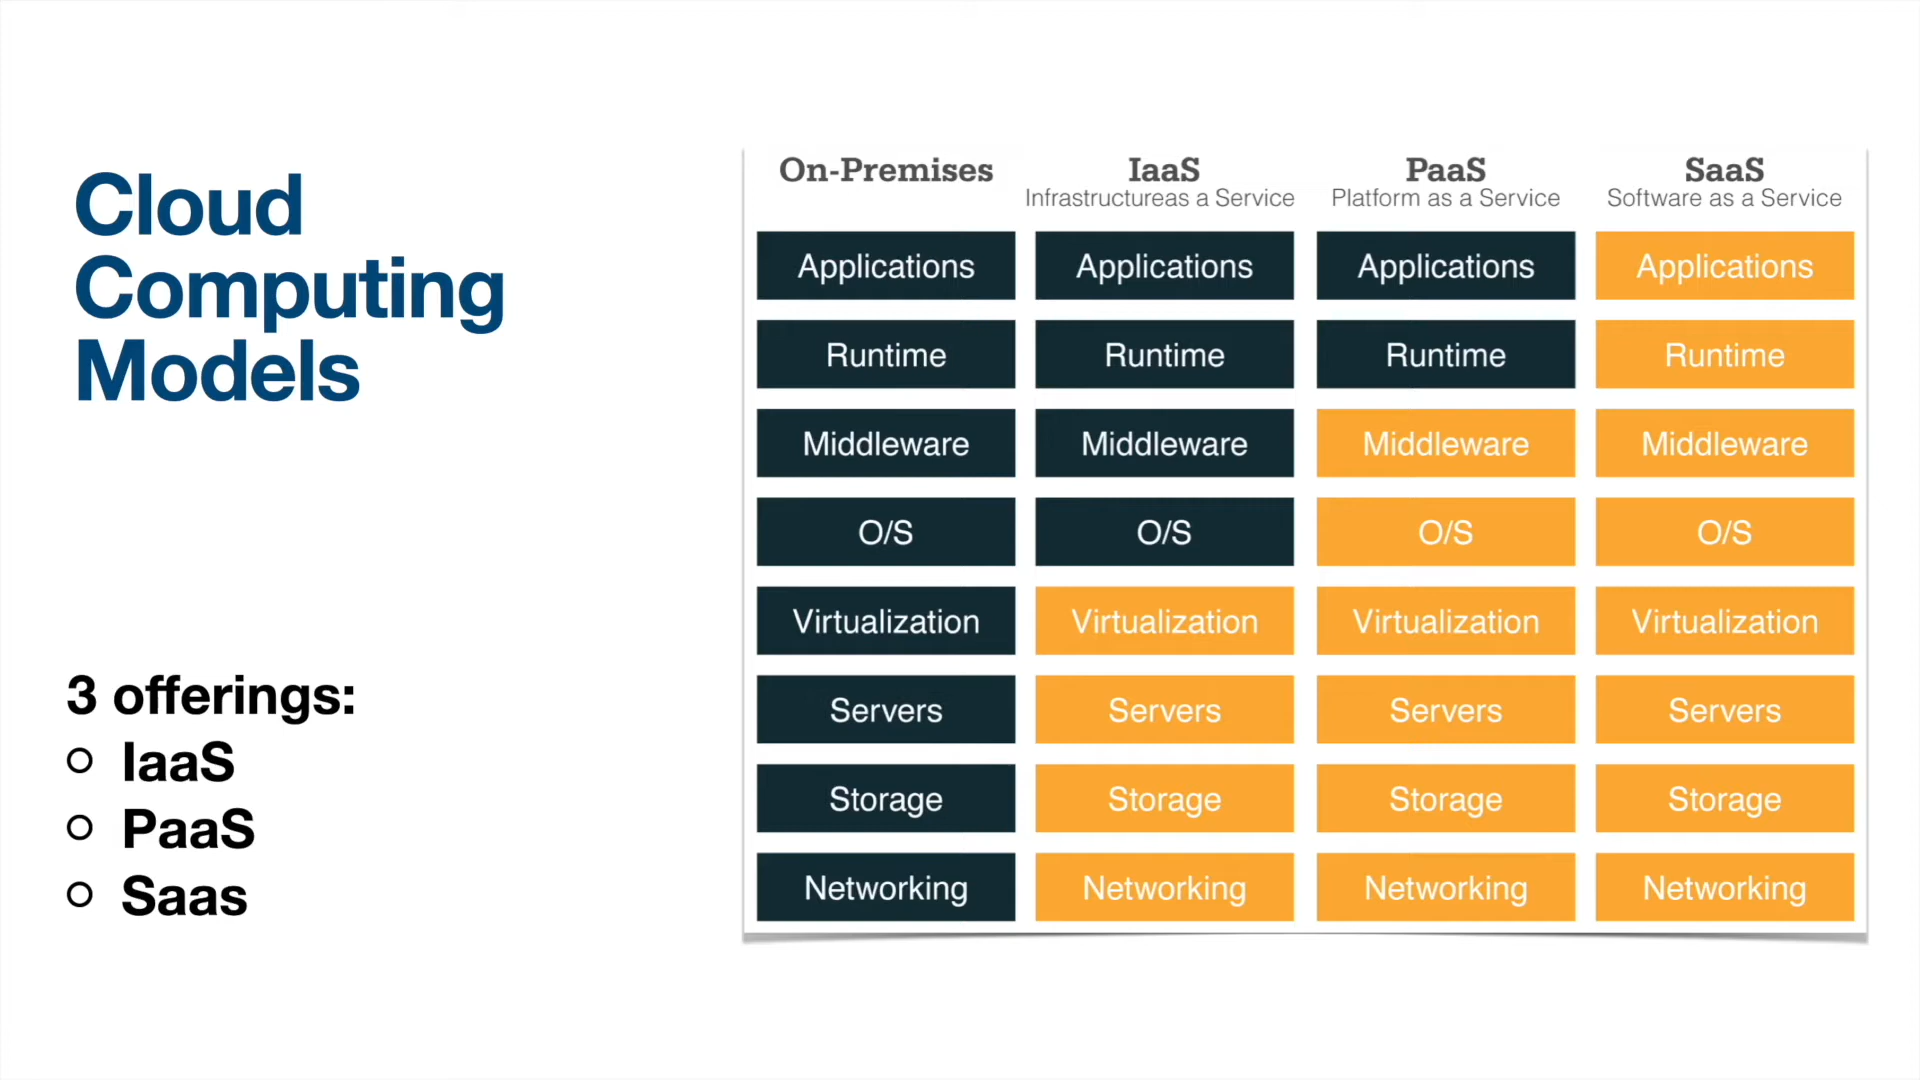 Cloud
Computing
Models
3 offerings:
IaaS
PaaS
Saas
On-Premises IaaS PaaS SaaS
Infrastructureas a Service Platform as a Service Software as a Service
Applications Applications Applications Applications
Runtime Runtime Runtime Runtime
Middleware Middleware Middleware Middleware
O/S O/S O/S O/S
Virtualization Virtualization Virtualization Virtualization
Servers Servers Servers Servers
Storage Storage Storage Storage
Networking Networking Networking Networking